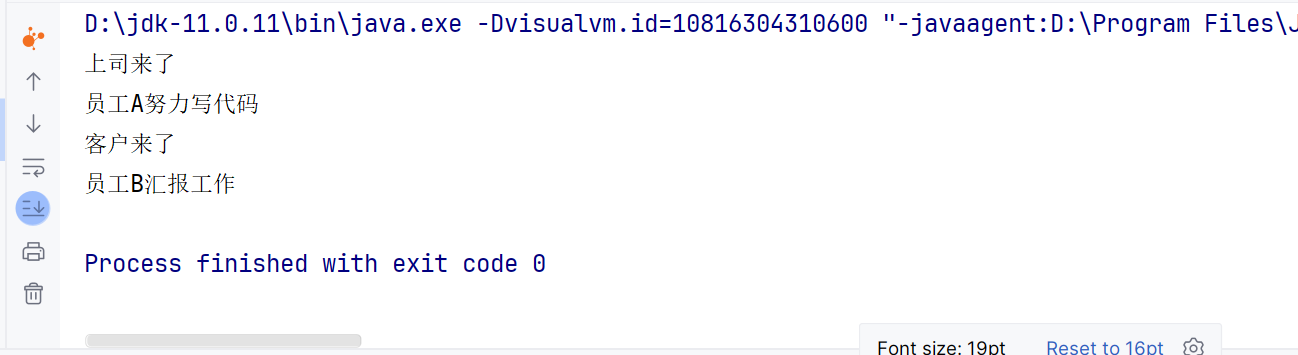 D:\jdk-11.0.11\bin\java.exe -Dvisualvm.id=10816304310600 "-javaagent:D:\Program Files\J
上司来了
员工A努力写代码
客户来了
员工B汇报工作
Process finished with exit code 0
Font size: 19pt Reset to 16pt